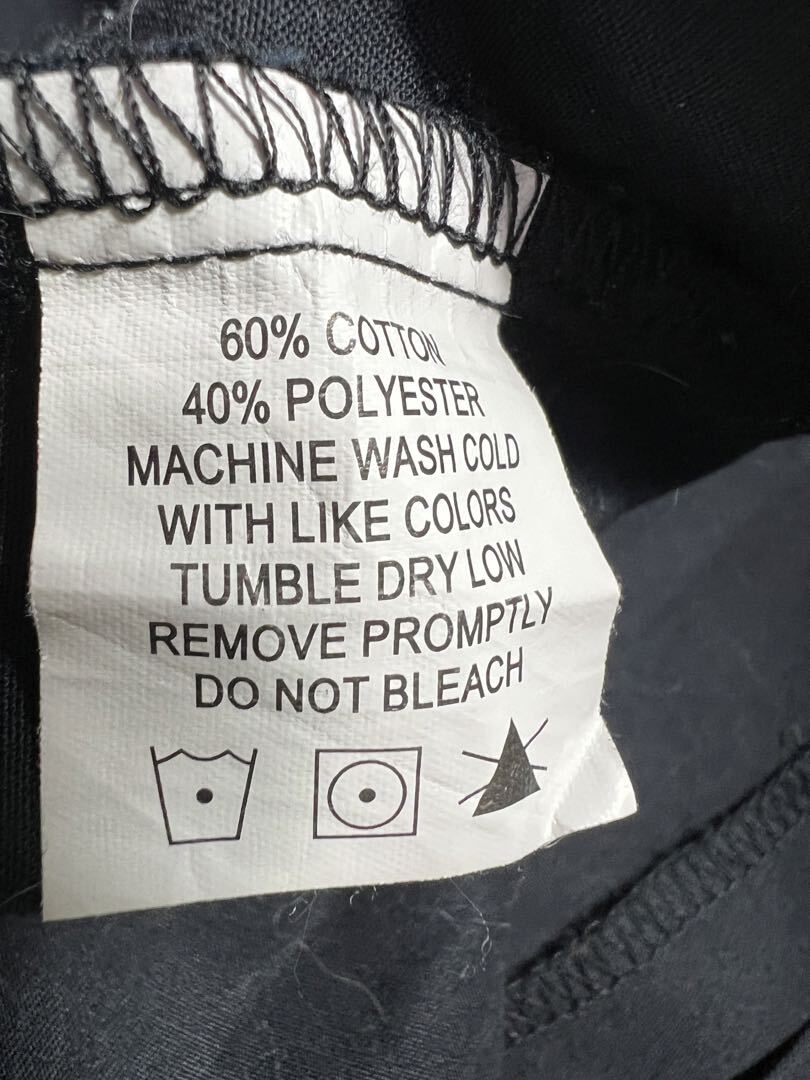 60% COTTON
40% POLYESTER
MACHINE WASH COLD
WITH LIKE COLORS
TUMBLE DRY LOW
REMOVE PROMPTLY
DO NOT BLEACH